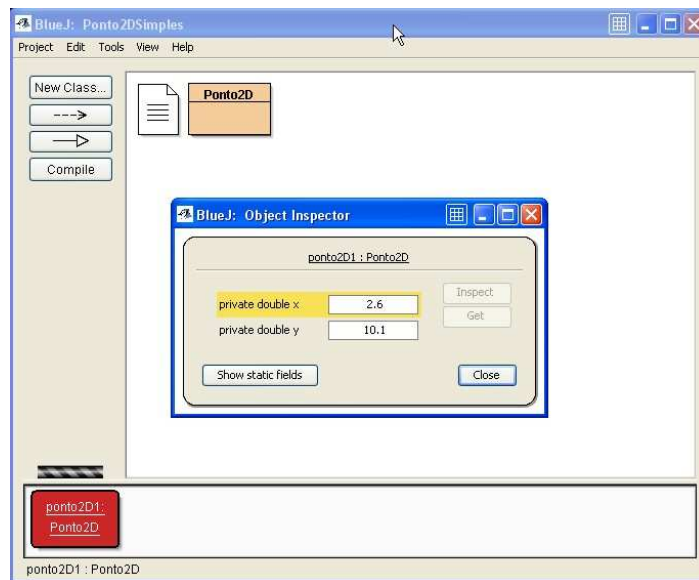 BlueJ: Ponto2DSimples
Project Edit Tools View Help
New Class...
Compile
Ponto2D
BlueJ: Object Inspector
ponto2D1 : Ponto2D
private double x 2.6
private double y 10.1
Inspect
Get
Show static fields
Close
ponto2D1:
Ponto2D
ponto2D1 : Ponto2D